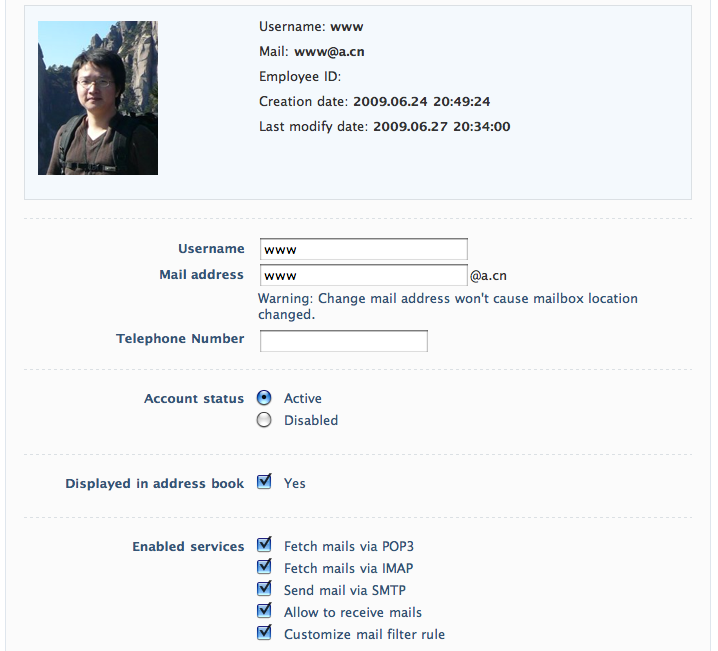 Username: www
Mail: www@a.cn
Employee ID:
Creation date: 2009.06.24 20:49:24
Last modify date: 2009.06.27 20:34:00
Username www
Mail address www @a.cn
Warning: Change mail address won't cause mailbox location
changed.
Telephone Number
Account status Active
Disabled
Displayed in address book Yes
Enabled services Fetch mails via POP3
Fetch mails via IMAP
Send mail via SMTP
Allow to receive mails
Customize mail filter rule